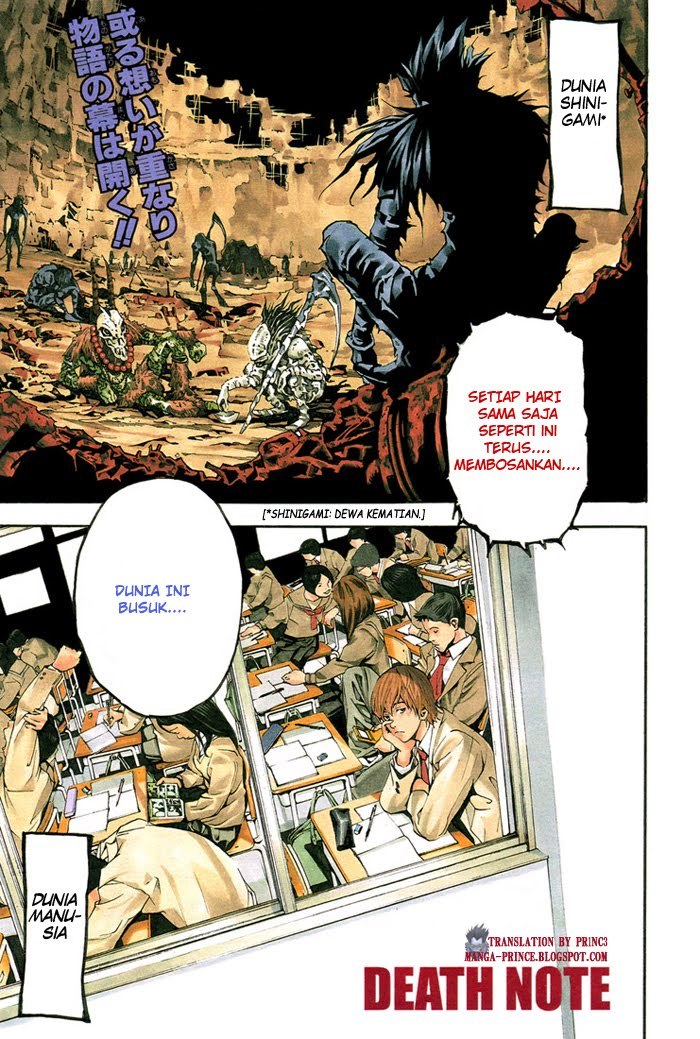 DUNIA
SHINI-
GAMI*
或る想いが重なり
物語の幕は開く!!
SETIAP HARI
SAMA SAJA
SEPERTI INI
TERUS....
MEMBOSANKAN....
[*SHINIGAMI: DEWA KEMATIAN.]
DUNIA INI
BUSUK....
DUNIA
MANU-
SIA
TRANSLATION BY PR1NC3
MANGA-PRINCE.BLOGSPOT.COM
DEATH NOTE